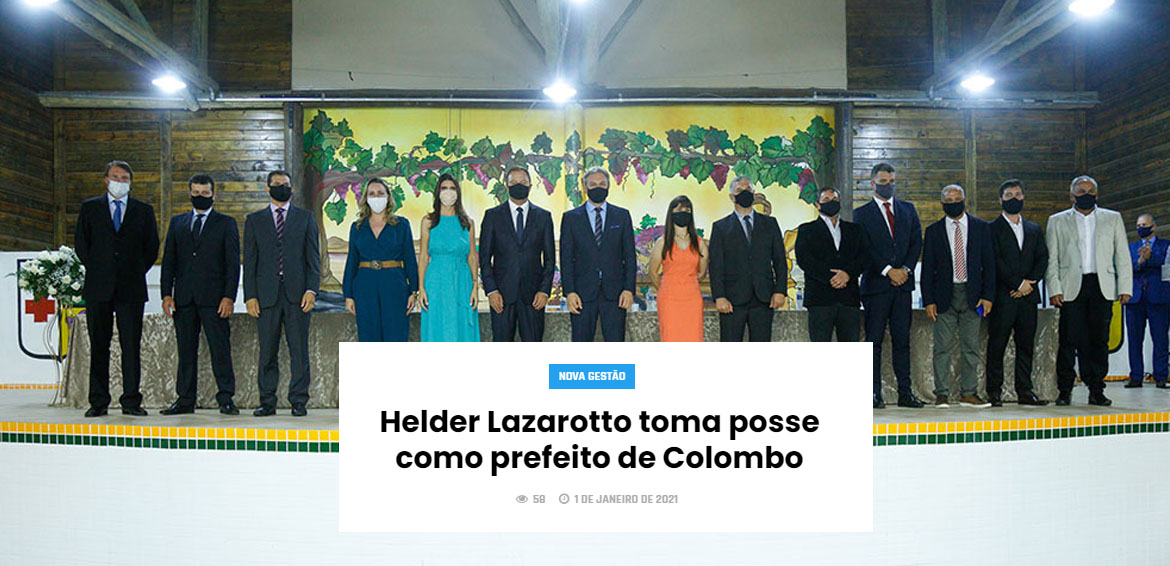 NOVA GESTÃO
Helder Lazarotto toma posse
como prefeito de Colombo
58 1 DE JANEIRO DE 2021